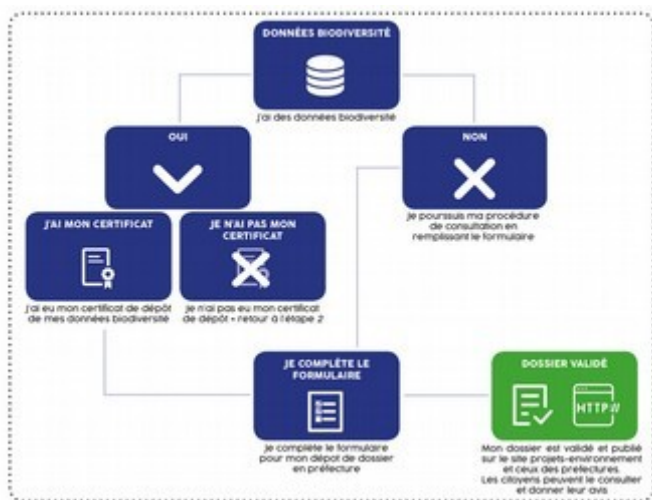 DONNÉES BIODIVERSITÉ
J'ai des données biodiversité
OUI
NON
Je poursuis ma procédure
de consultation en
remplissant le formulaire
J'AI MON CERTIFICAT
J'ai eu mon certificat de dépôt
de mes données biodiversité
JE N'AI PAS MON
CERTIFICAT
Je n'ai pas eu mon certificat
de dépôt = retour à l'étape 2
JE COMPLÈTE LE
FORMULAIRE
Je complète le formulaire
pour mon dépot de dossier
en préfecture
DOSSIER VALIDÉ
HTTP://
Mon dossier est validé et publié
sur le site projets-environnement
et ceux des prefectures.
Les citoyens peuvent le consulter
et donner leur avis